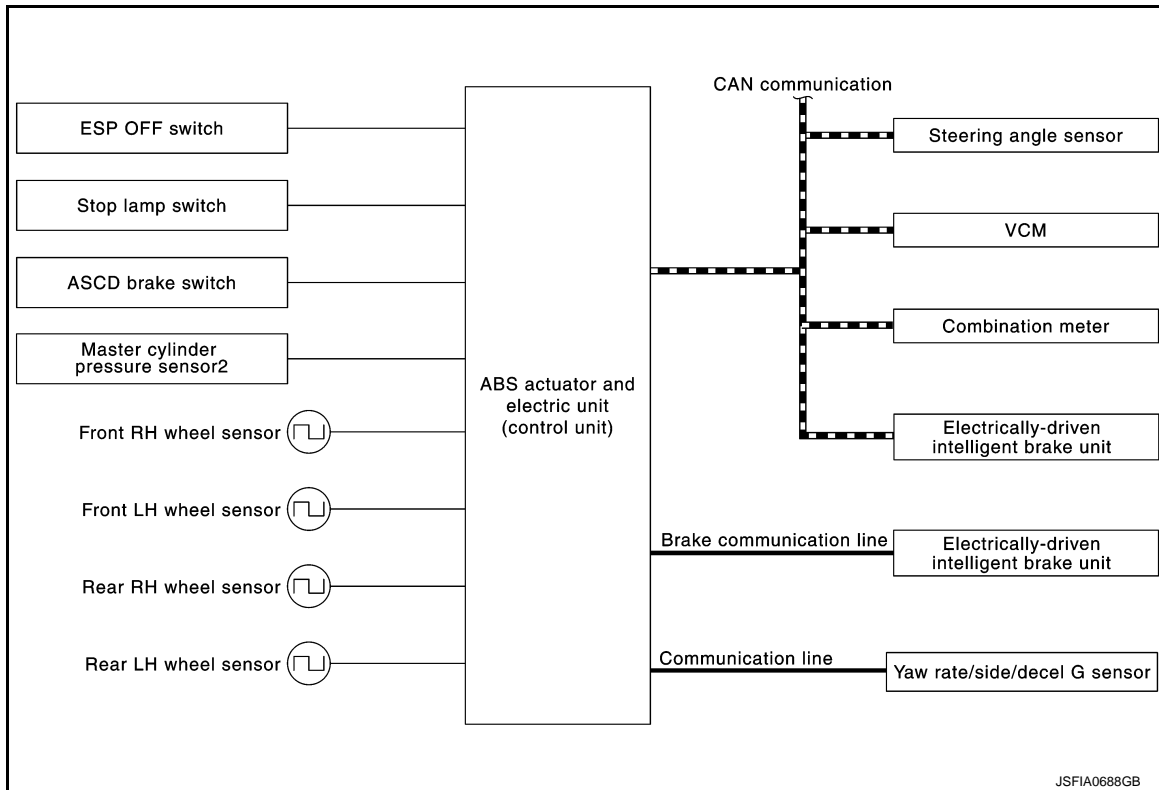 ESP OFF switch
Stop lamp switch
ASCD brake switch
Master cylinder
pressure sensor2
Front RH wheel sensor
Front LH wheel sensor
Rear RH wheel sensor
Rear LH wheel sensor
ABS actuator and
electric unit
(control unit)
CAN communication
Steering angle sensor
VCM
Combination meter
Electrically-driven
intelligent brake unit
Brake communication line
Electrically-driven
intelligent brake unit
Communication line
Yaw rate/side/decel G sensor
JSFIA0688GB